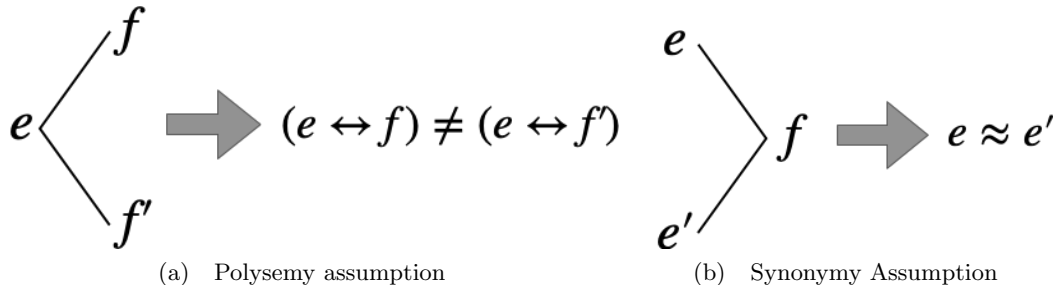 f
e
(e ↔ f) ≠ (e ↔ f′)
f′
(a) Polysemy assumption
e
f
e ≈ e′
e′
(b) Synonymy Assumption